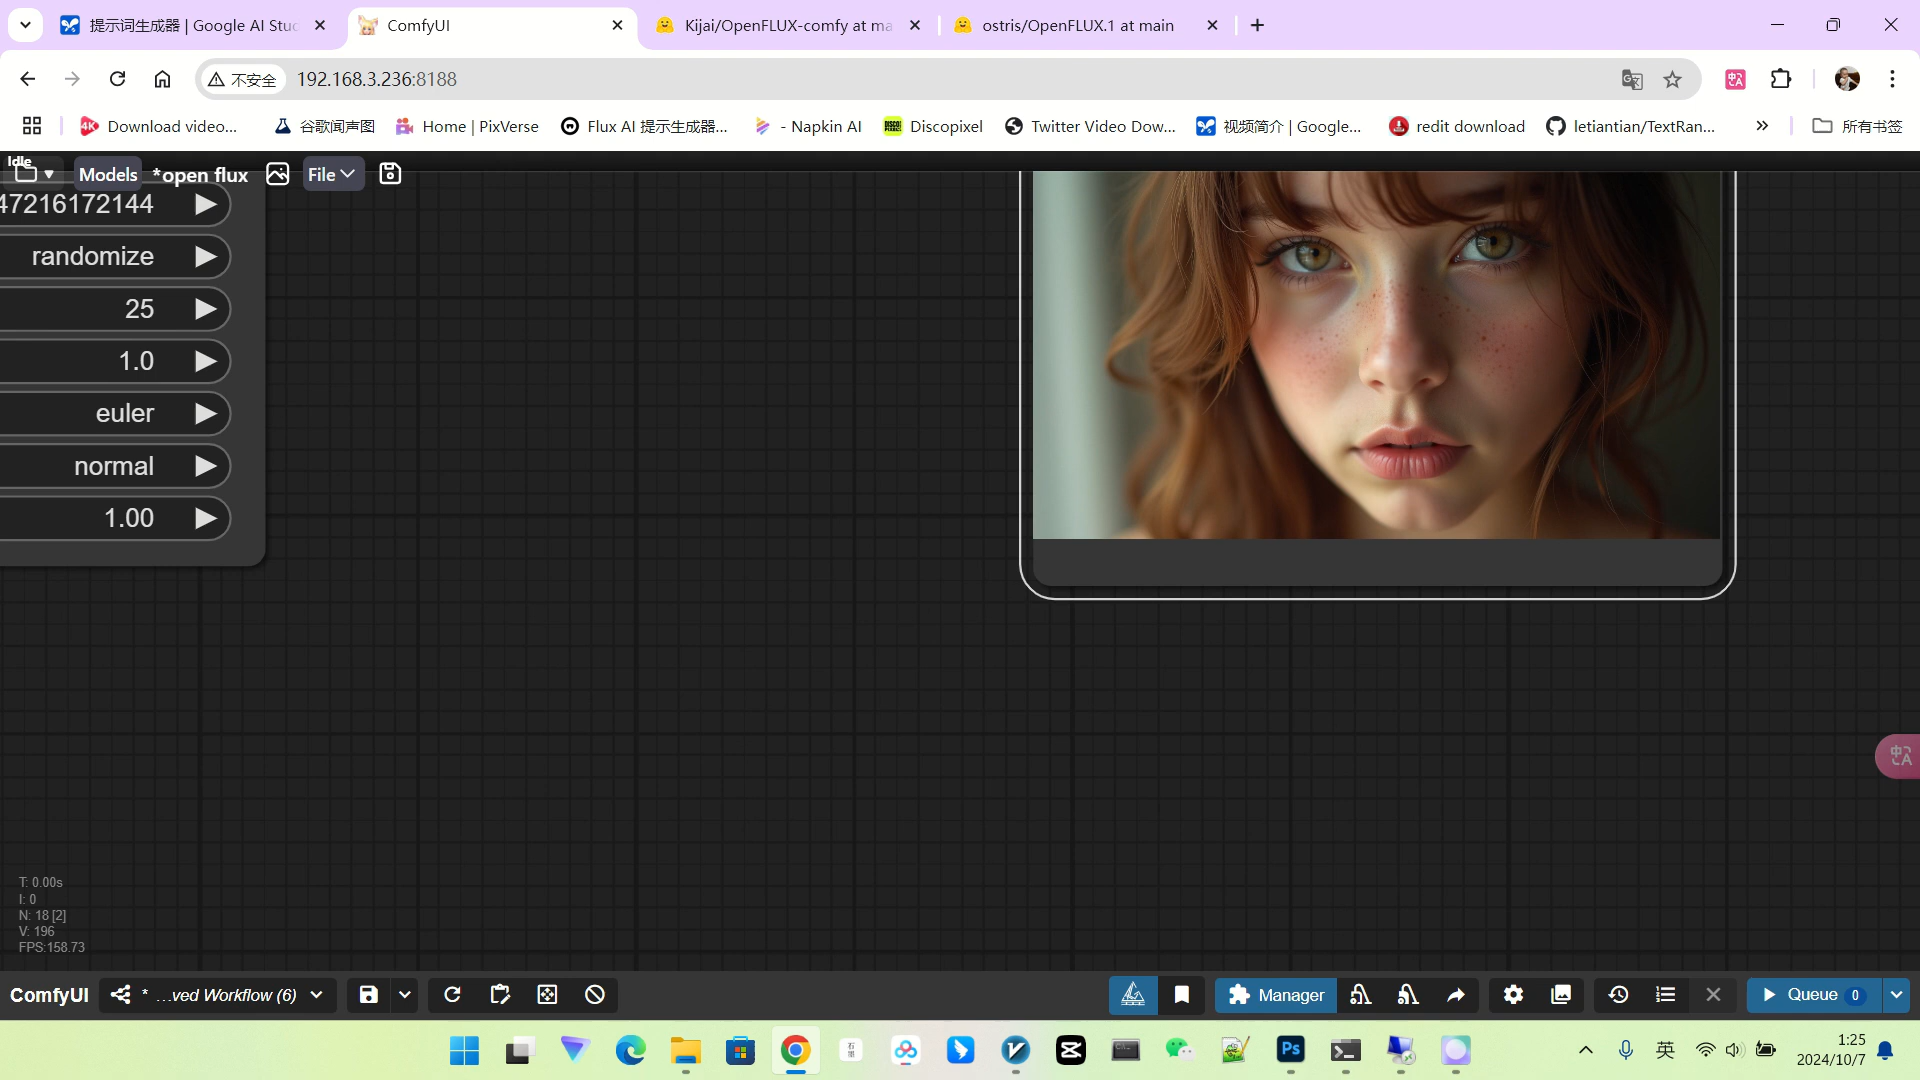 提示词生成器 | Google AI Stuc
ComfyUI
Kijai/OpenFLUX-comfy at ma
ostris/OpenFLUX.1 at main
不安全
192.168.3.236:8188
Download video...
谷歌闻声图
Home | PixVerse
Flux AI 提示生成器...
- Napkin AI
Discopixel
Twitter Video Dow...
视频简介 | Google...
redit download
letiantian/TextRan...
所有书签
Idle
Models
*open flux
File
47216172144
randomize
25
1.0
euler
normal
1.00
T: 0.00s
I: 0
N: 18 [2]
V: 196
FPS:158.73
ComfyUI
* ...ved Workflow (6)
Manager
Queue 0
Ps
英
1:25
2024/10/7